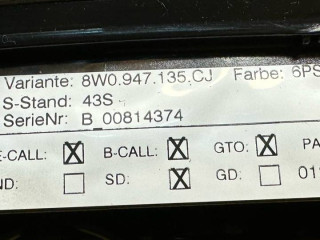 Variante: 8W0.947.135.CJ Farbe: 6PS
S-Stand: 43S
SerieNr: B_00814374
E-CALL: ☒ B-CALL: ☒ GTO: ☒ PA
ND: ☐ SD: ☒ GD: ☐ 01